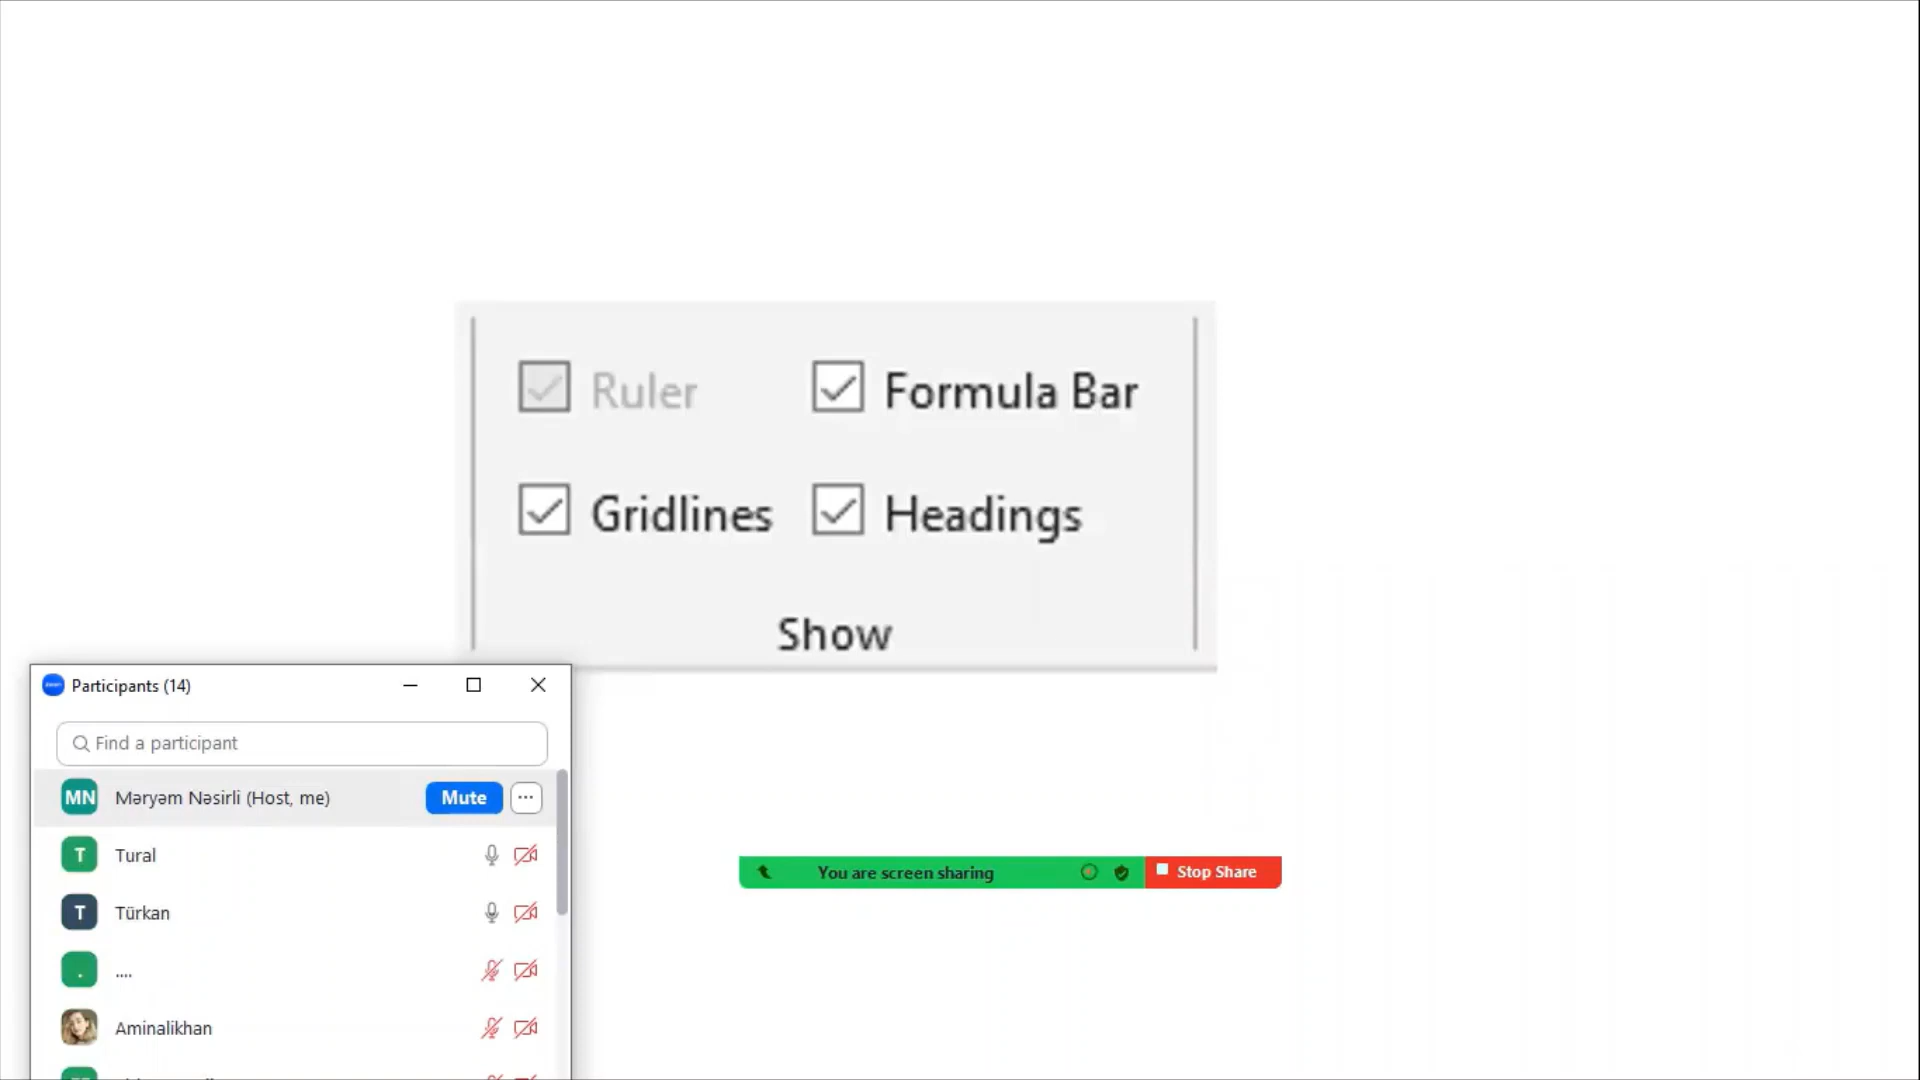 Ruler
Formula Bar
Gridlines
Headings
Show
Participants (14)
Find a participant
MN Məryəm Nəsirli (Host, me) Mute ...
T Tural
T Türkan
. ....
Aminalikhan
You are screen sharing
Stop Share